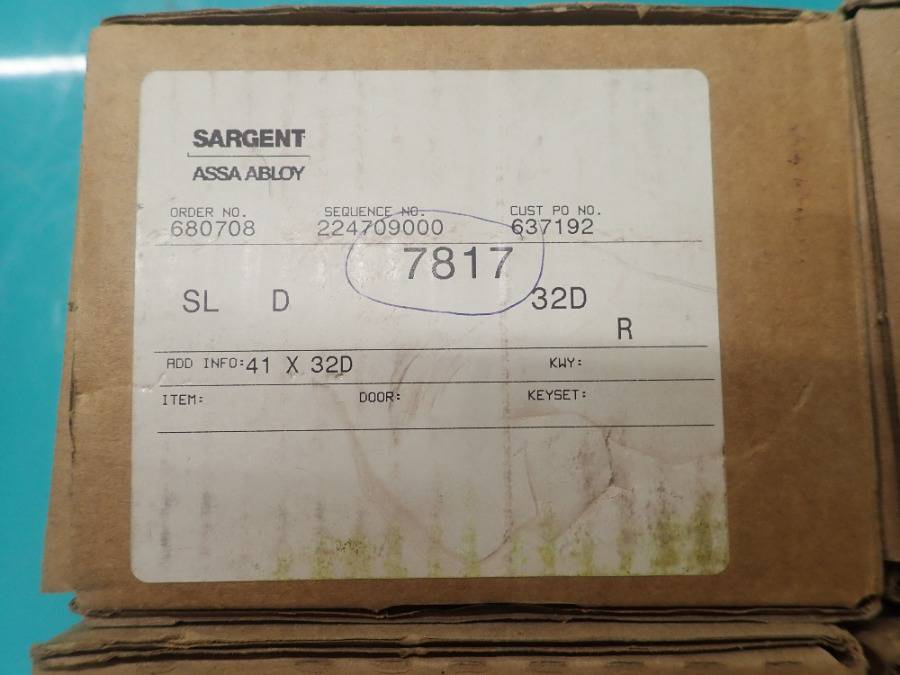 SARGENT
ASSA ABLOY
ORDER NO. SEQUENCE NO. CUST PO NO.
680708 224709000 637192
7817
SL D 32D
R
ADD INFO: 41 X 32D KWY:
ITEM: DOOR: KEYSET: